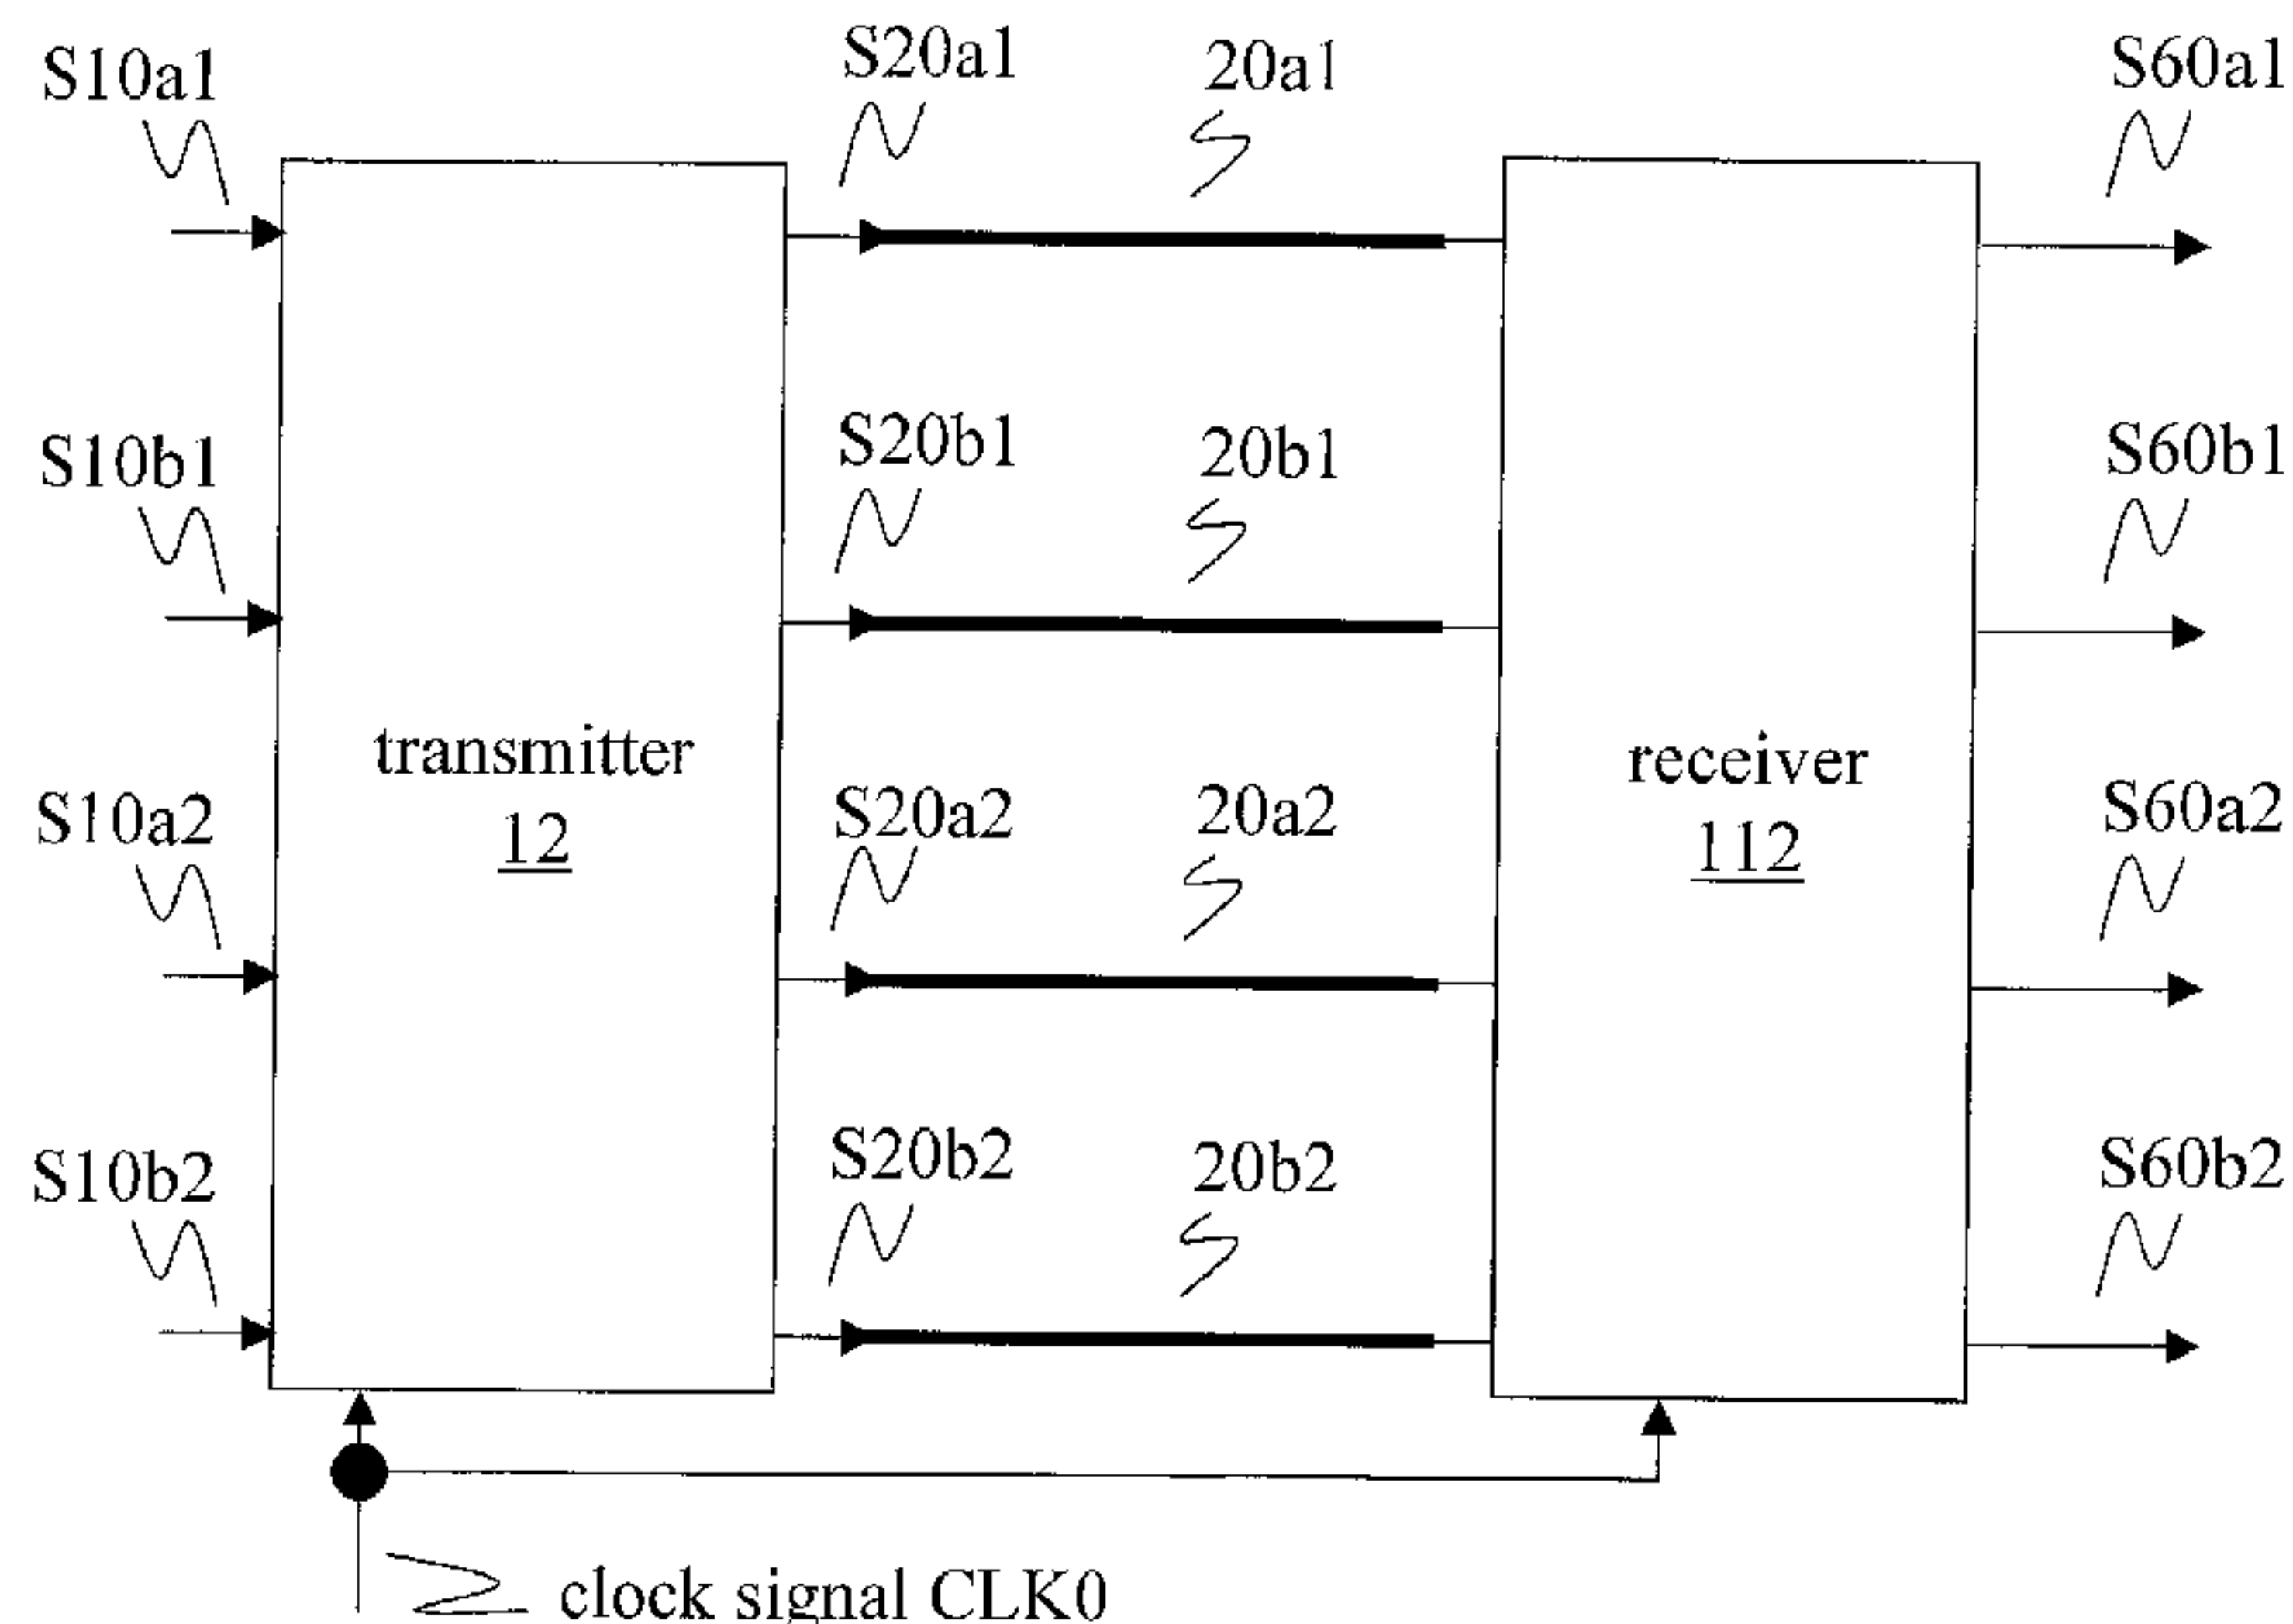 S10a1
S20a1
20a1
S60a1
S10b1
S20b1
20b1
S60b1
transmitter
12
receiver
112
S10a2
S20a2
20a2
S60a2
S10b2
S20b2
20b2
S60b2
clock signal CLK0